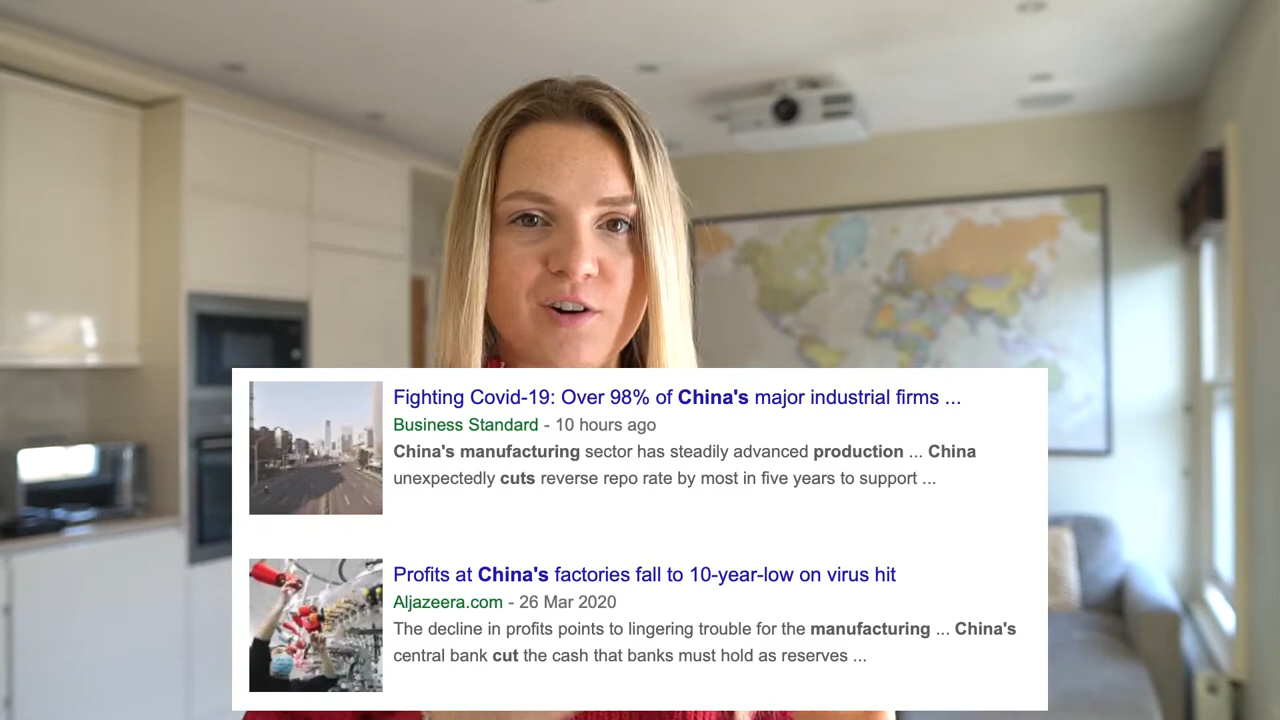 Fighting Covid-19: Over 98% of China's major industrial firms ...
Business Standard - 10 hours ago
China's manufacturing sector has steadily advanced production ... China
unexpectedly cuts reverse repo rate by most in five years to support ...
Profits at China's factories fall to 10-year-low on virus hit
Aljazeera.com - 26 Mar 2020
The decline in profits points to lingering trouble for the manufacturing ... China's
central bank cut the cash that banks must hold as reserves ...